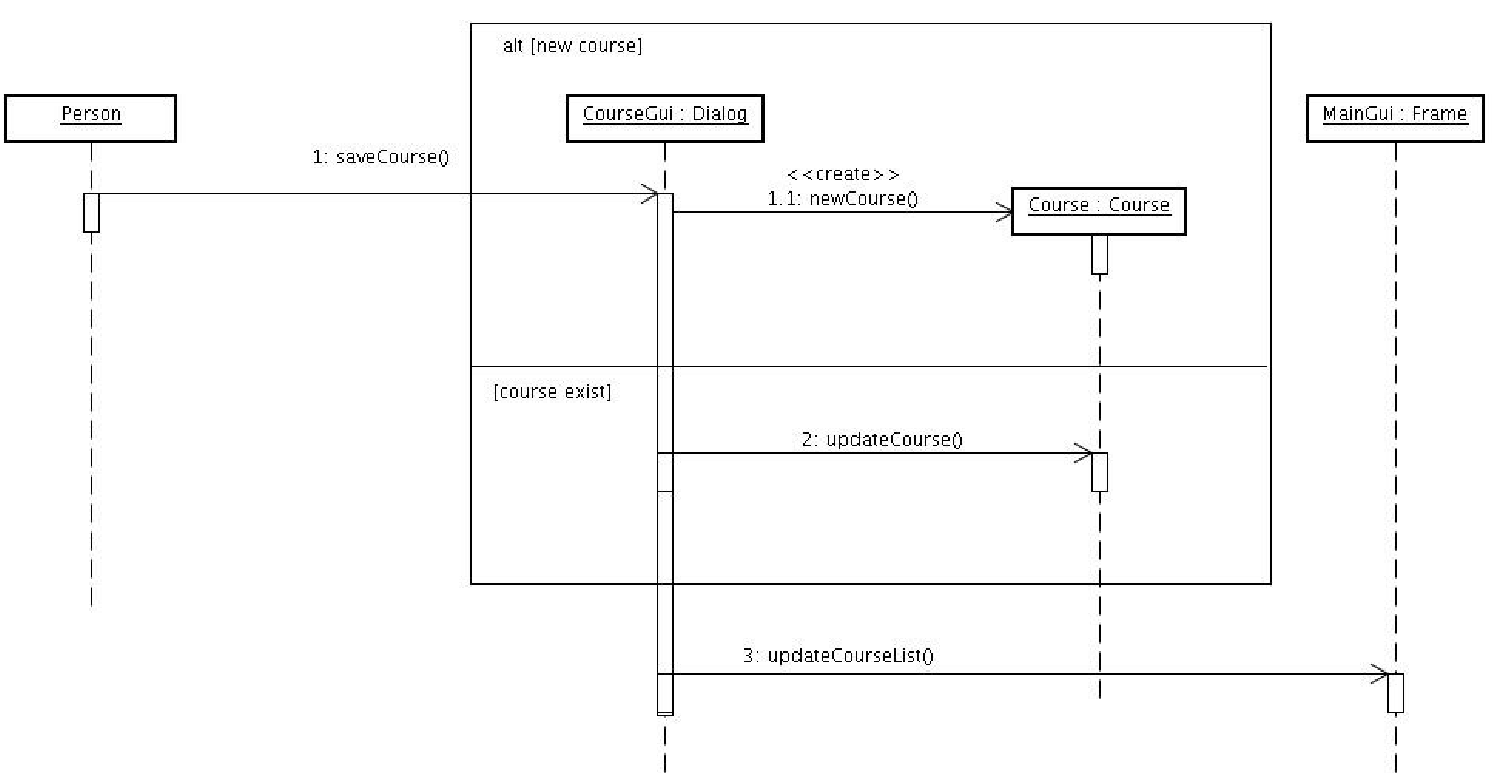 alt [new course]
Person
CourseGui : Dialog
MainGui : Frame
1: saveCourse()
<<create>>
1.1: newCourse()
Course : Course
[course exist]
2: updateCourse()
3: updateCourseList()